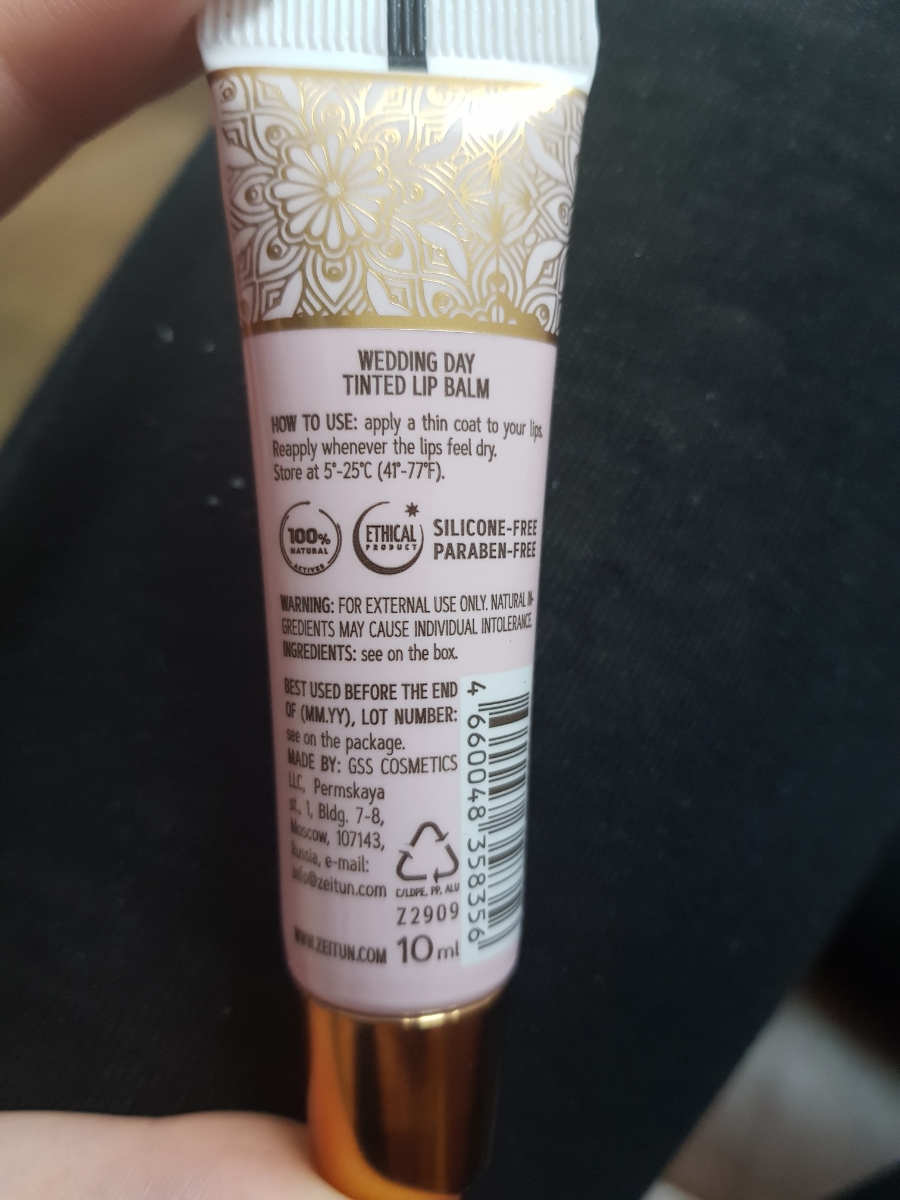 WEDDING DAY
TINTED LIP BALM
HOW TO USE: apply a thin coat to your lips.
Reapply whenever the lips feel dry.
Store at 5°-25°C (41°-77°F).
100%
NATURAL
ACTIVES
ETHICAL
PRODUCT
SILICONE-FREE
PARABEN-FREE
WARNING: FOR EXTERNAL USE ONLY. NATURAL IN-
GREDIENTS MAY CAUSE INDIVIDUAL INTOLERANCE.
INGREDIENTS: see on the box.
BEST USED BEFORE THE END
OF (MM.YY), LOT NUMBER:
see on the package.
MADE BY: GSS COSMETICS
LLC, Permskaya
st, 1, Bldg. 7-8,
Moscow, 107143,
Russia, e-mail:
info@zeitun.com
C/LDPE, PP, ALU
Z2909
WWW.ZEITUN.COM 10 ml
4 660048 358356